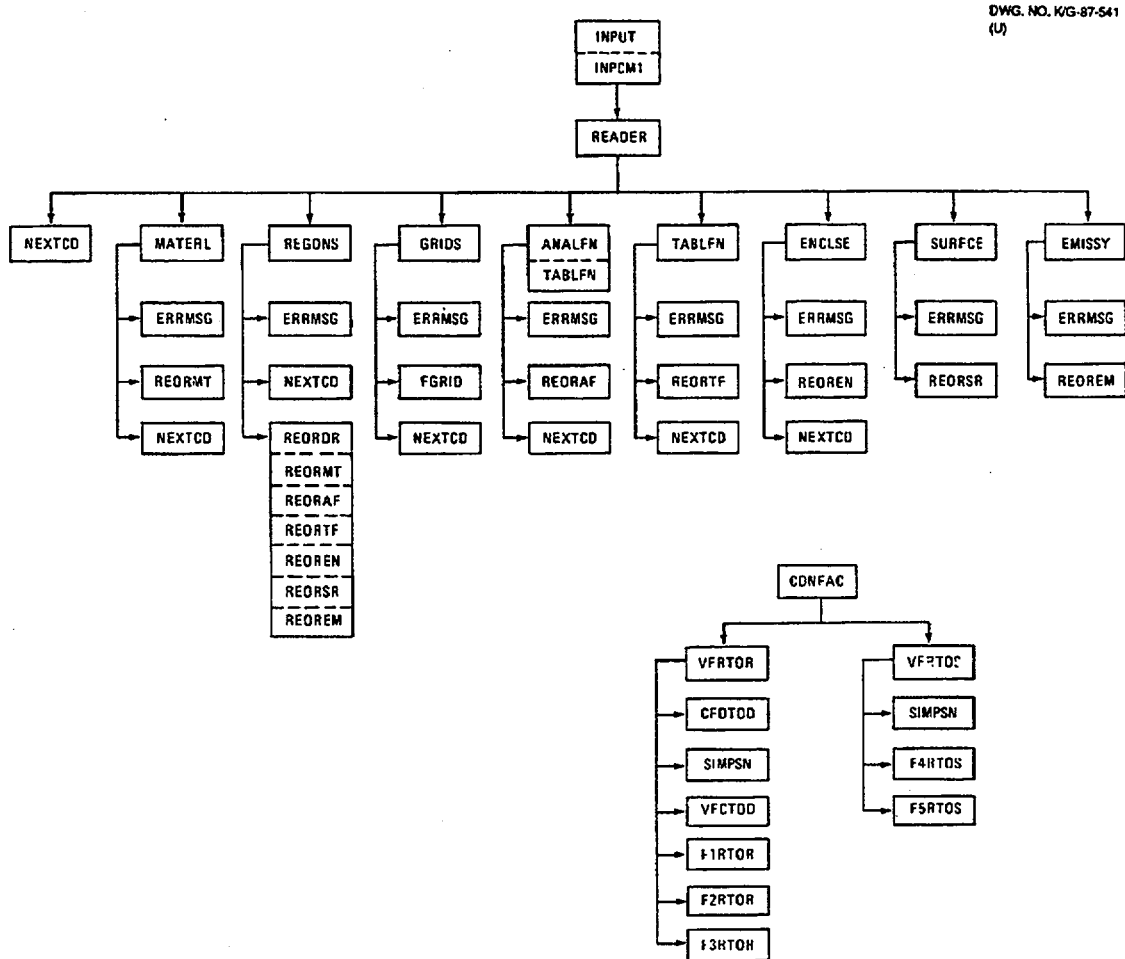 DWG. NO. K/G-87-541
(U)
INPUT
INPCM1
READER
NEXTCD MATERL REGONS GRIDS ANALFN TABLFN ENCLSE SURFCE EMISSY
TABLFN
ERRMSG ERRMSG ERRMSG ERRMSG ERRMSG ERRMSG ERRMSG ERRMSG
REORMT NEXTCD FGRID REORAF REORTF REOREN REORSR REOREM
NEXTCD REORDR NEXTCD NEXTCD NEXTCD NEXTCD
REORMT
REORAF
REORTF
REOREN
REORSR
REOREM
CONFAC
VFRTOR VFRTOS
CFDTOD SIMPSN
SIMPSN F4RTOS
VFCTOD F5RTOS
F1RTOR
F2RTOR
F3RTOR